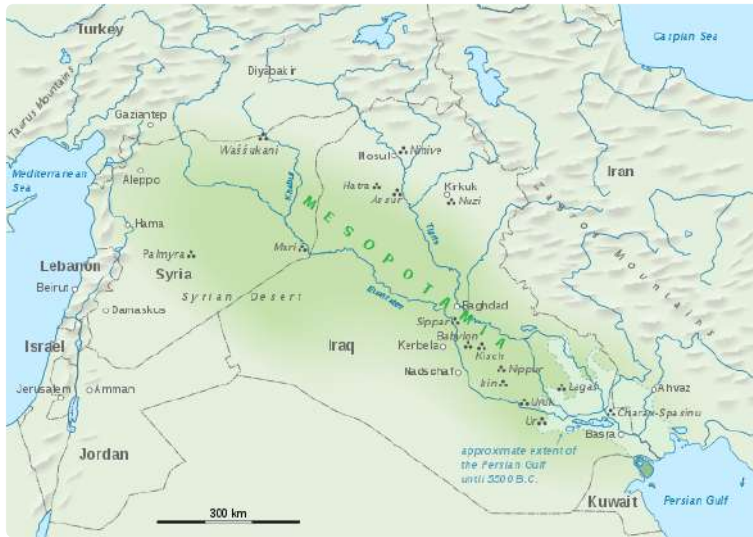 Turkey
Caspian Sea
Diyabakir
Taurus Mountains
Gaziantep
Waššukani
Mosul
Ninive
Iran
Mediterranean
Sea
Aleppo
Khabur
Hatra
Assur
Kirkuk
Nuzi
Zagros Mountains
Hama
MESOPOTAMIA
Tigris
Palmyra
Mari
Lebanon
Syria
Beirut
Syrian Desert
Euphrates
Baghdad
Damaskus
Sippar
Israel
Iraq
Kerbela
Babylon
Kisch
Nadschaf
Nippur
Jerusalem
Amman
Isin
Lagas
Ahvaz
Uruk
Charax-Spasinu
Ur
Basra
Jordan
approximate extent of
the Persian Gulf
until 3500 B.C.
Kuwait
Persian Gulf
300 km